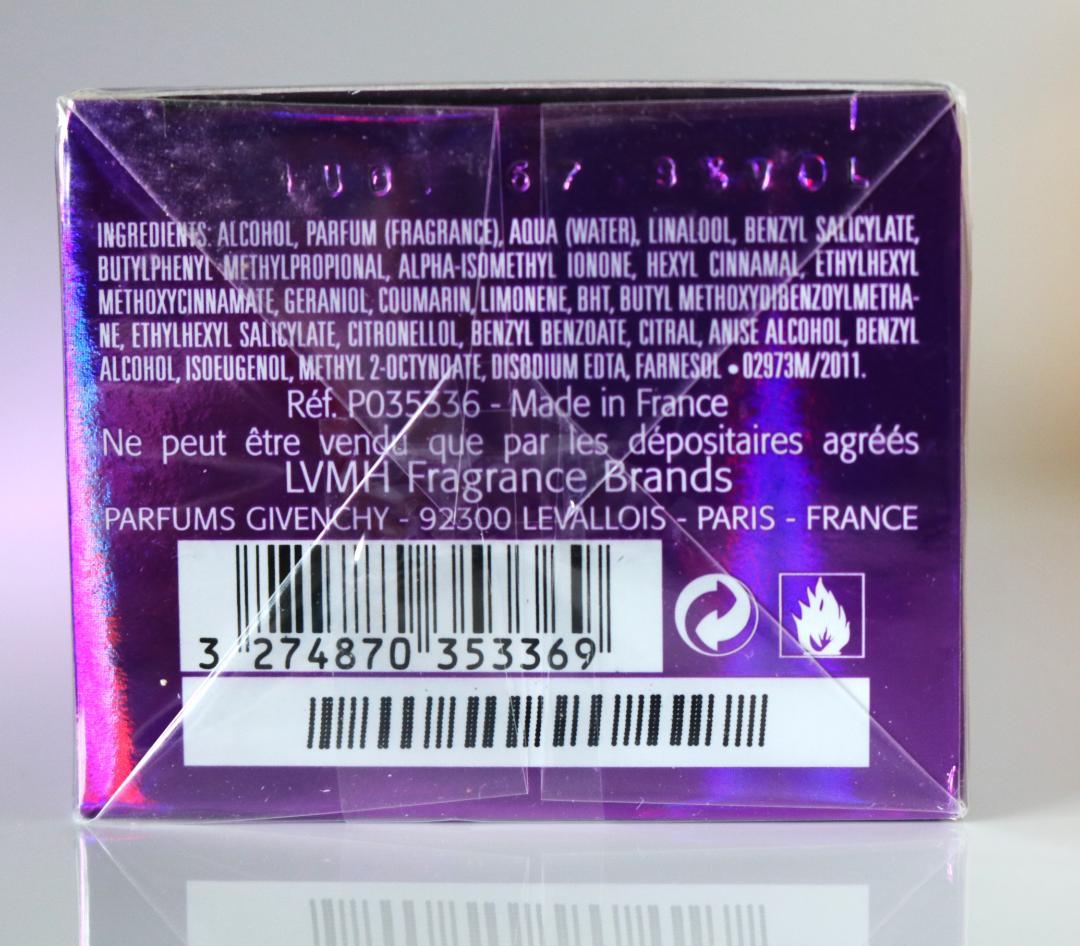 INGREDIENTS: ALCOHOL, PARFUM (FRAGRANCE), AQUA (WATER), LINALOOL, BENZYL SALICYLATE,
BUTYLPHENYL METHYLPROPIONAL, ALPHA-ISOMETHYL IONONE, HEXYL CINNAMAL, ETHYLHEXYL
METHOXYCINNAMATE, GERANIOL, COUMARIN, LIMONENE, BHT, BUTYL METHOXYDIBENZOYLMETHA-
NE, ETHYLHEXYL SALICYLATE, CITRONELLOL, BENZYL BENZOATE, CITRAL, ANISE ALCOHOL, BENZYL
ALCOHOL, ISOEUGENOL, METHYL 2-OCTYNOATE, DISODIUM EDTA, FARNESOL • 02973M/2011.
Réf. P035336 - Made in France
Ne peut être vendu que par les dépositaires agréés
LVMH Fragrance Brands
PARFUMS GIVENCHY - 92300 LEVALLOIS - PARIS - FRANCE
3 274870 353369